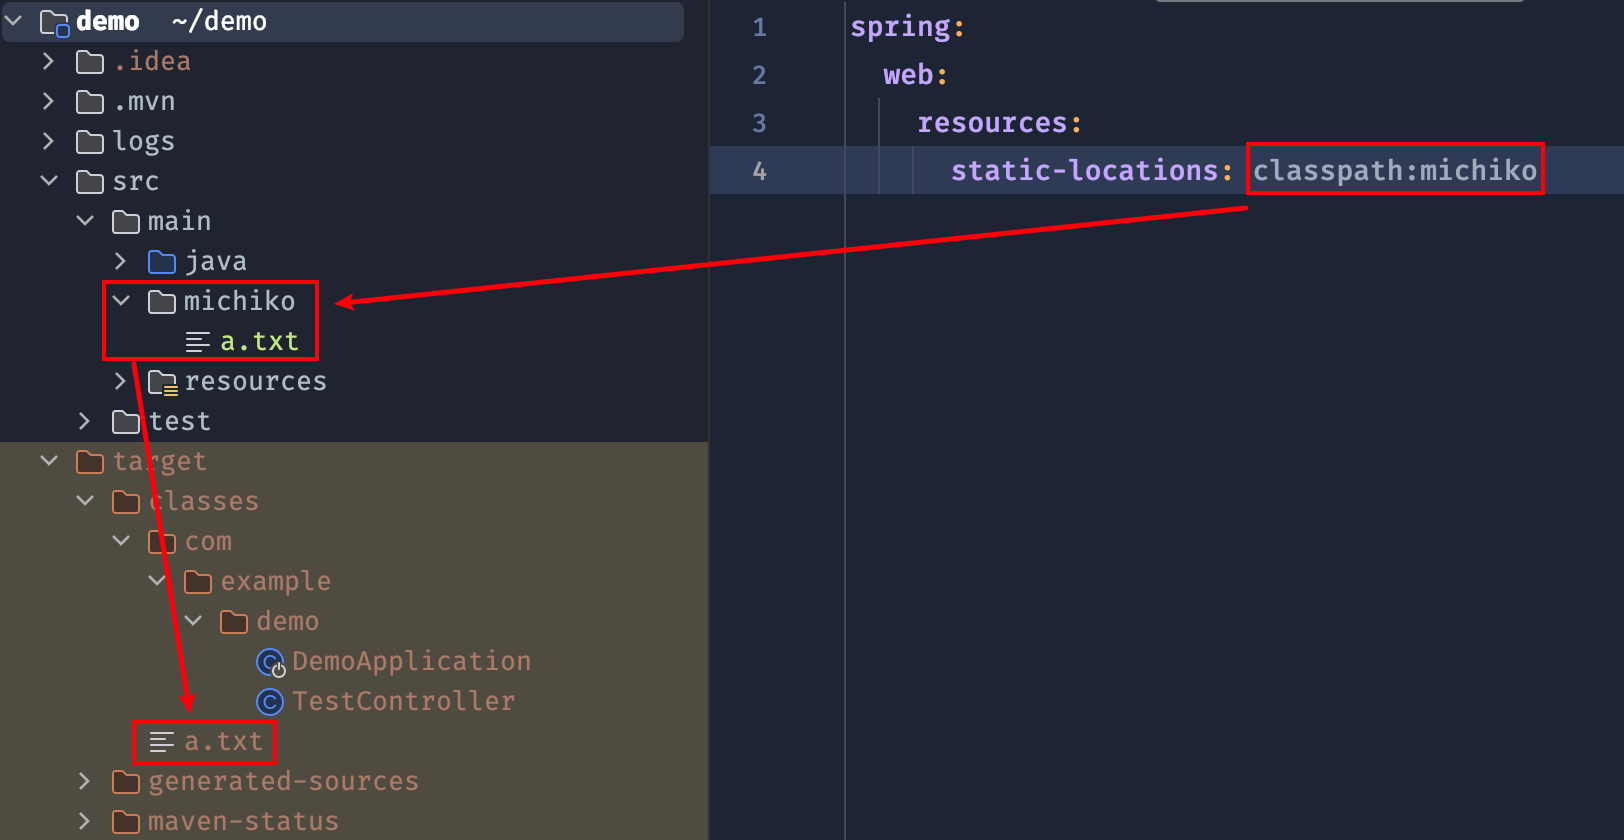 demo ~/demo
.idea
.mvn
logs
src
main
java
michiko
a.txt
resources
test
target
classes
com
example
demo
DemoApplication
TestController
a.txt
generated-sources
maven-status
1 spring:
2 web:
3 resources:
4 static-locations: classpath:michiko